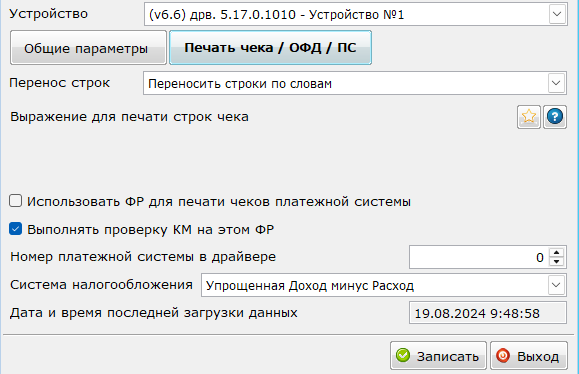 Устройство (v6.6) дрв. 5.17.0.1010 - Устройство №1
Общие параметры Печать чека / ОФД / ПС
Перенос строк Переносить строки по словам
Выражение для печати строк чека ?
Использовать ФР для печати чеков платежной системы
Выполнять проверку КМ на этом ФР
Номер платежной системы в драйвере 0
Система налогообложения Упрощенная Доход минус Расход
Дата и время последней загрузки данных 19.08.2024 9:48:58
Записать Выход